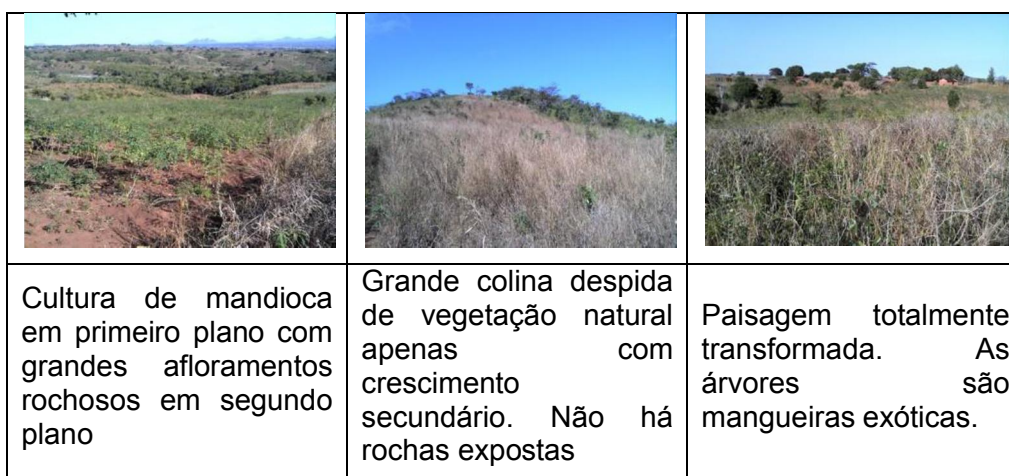 Cultura de mandioca
em primeiro plano com
grandes afloramentos
rochosos em segundo
plano
Grande colina despida
de vegetação natural
apenas com
crescimento
secundário. Não há
rochas expostas
Paisagem totalmente
transformada. As
árvores são
mangueiras exóticas.